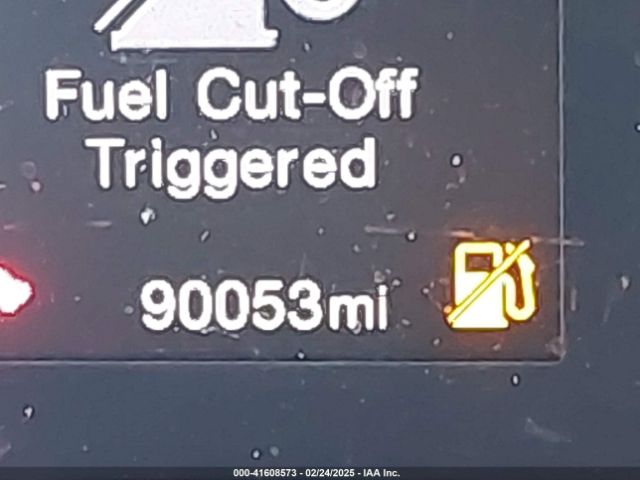 Fuel Cut-Off
Triggered
90053mi
000-41608573 - 02/24/2025 - IAA Inc.